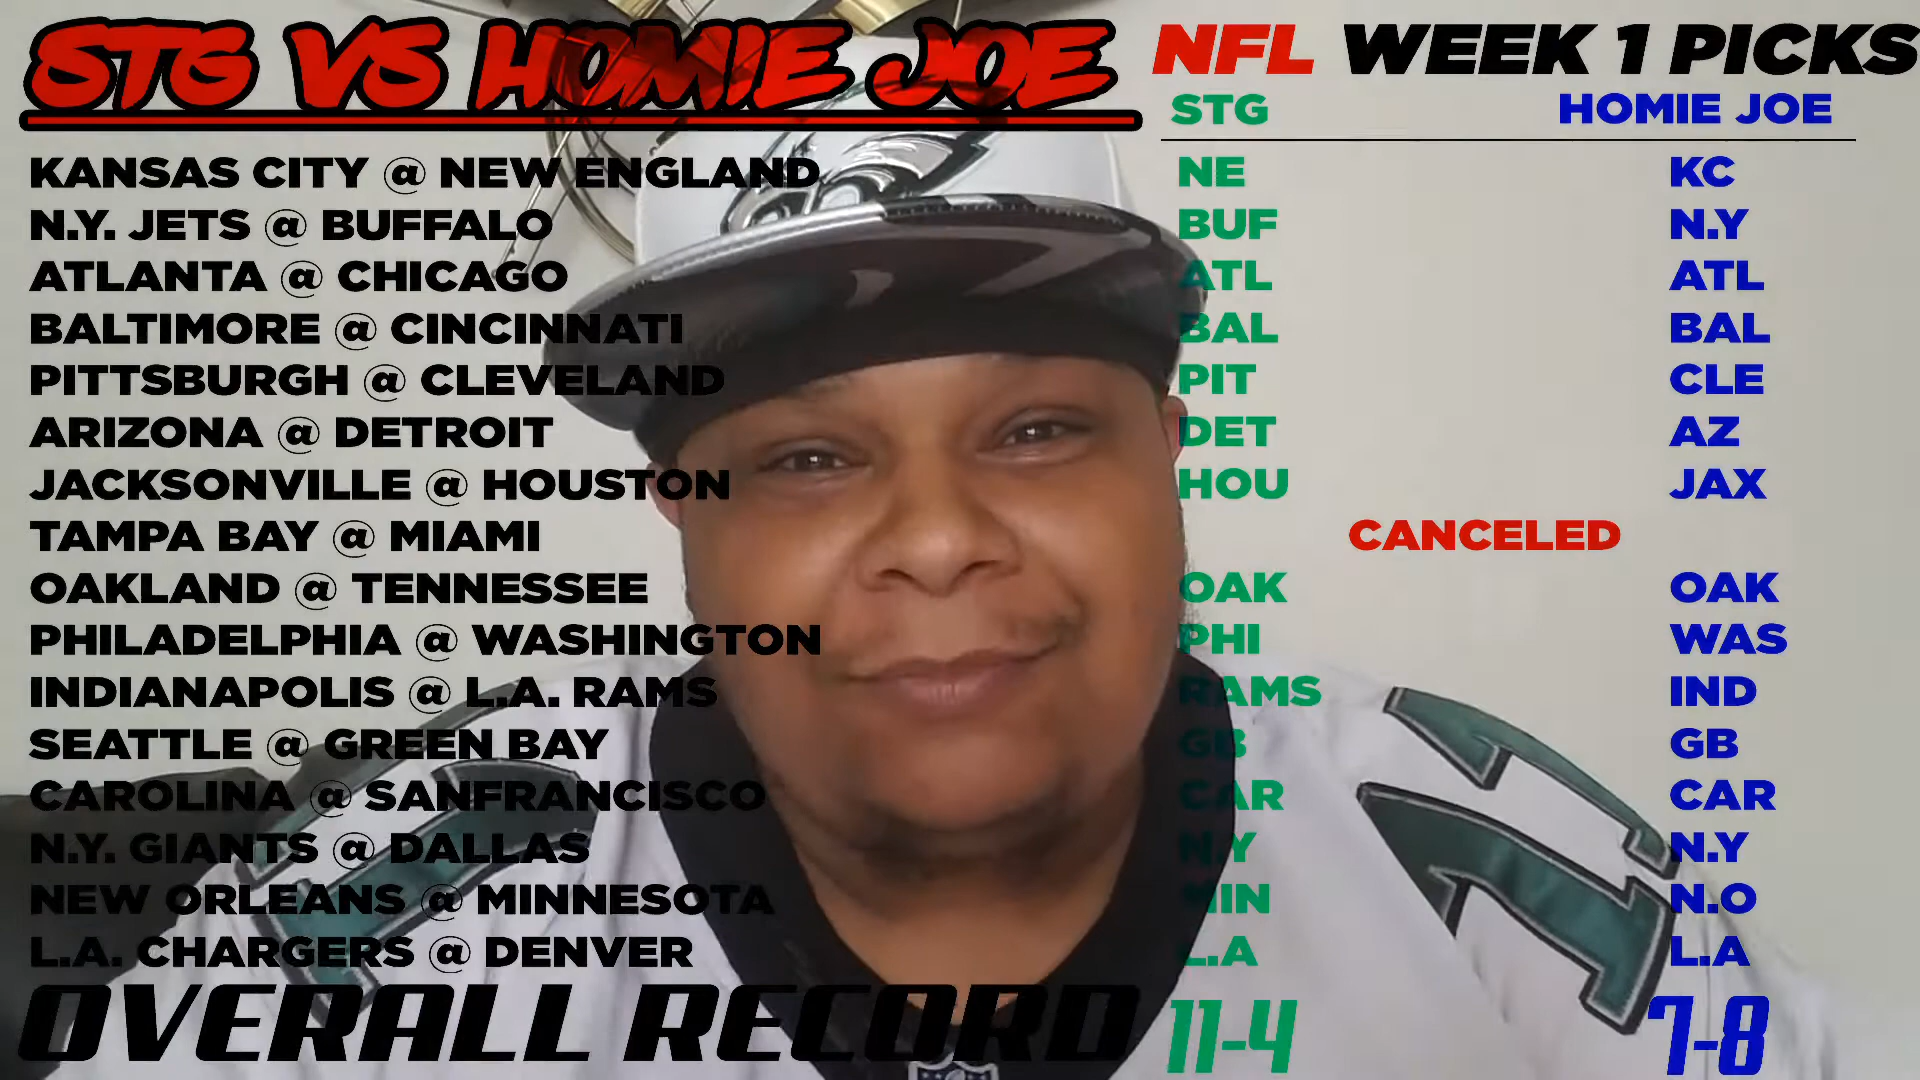 STG VS HOMIE JOE NFL WEEK 1 PICKS
STG HOMIE JOE
KANSAS CITY @ NEW ENGLAND NE KC
N.Y. JETS @ BUFFALO BUF N.Y
ATLANTA @ CHICAGO ATL ATL
BALTIMORE @ CINCINNATI BAL BAL
PITTSBURGH @ CLEVELAND PIT CLE
ARIZONA @ DETROIT DET AZ
JACKSONVILLE @ HOUSTON HOU JAX
TAMPA BAY @ MIAMI CANCELED
OAKLAND @ TENNESSEE OAK OAK
PHILADELPHIA @ WASHINGTON PHI WAS
INDIANAPOLIS @ L.A. RAMS RAMS IND
SEATTLE @ GREEN BAY GB GB
CAROLINA @ SANFRANCISCO CAR CAR
N.Y. GIANTS @ DALLAS N.Y N.Y
NEW ORLEANS @ MINNESOTA MIN N.O
L.A. CHARGERS @ DENVER L.A L.A
OVERALL RECORD 11-4 7-8